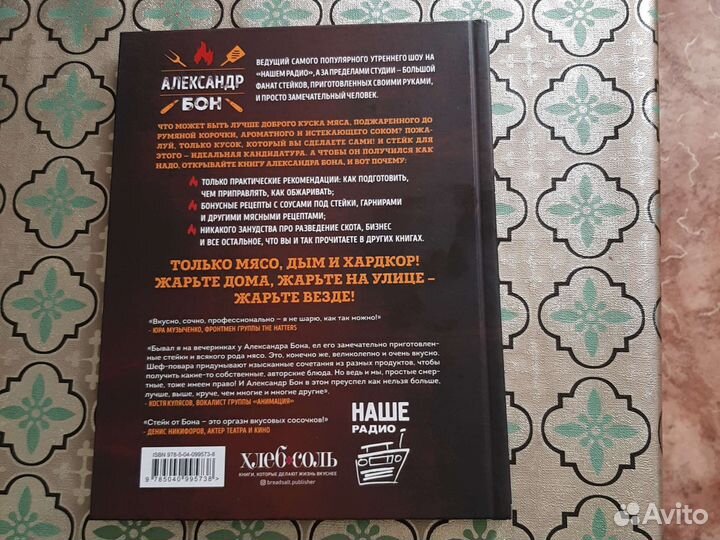 АЛЕКСАНДР
БОН
ВЕДУЩИЙ САМОГО ПОПУЛЯРНОГО УТРЕННЕГО ШОУ НА
«НАШЕМ РАДИО», А ЗА ПРЕДЕЛАМИ СТУДИИ – БОЛЬШОЙ
ФАНАТ СТЕЙКОВ, ПРИГОТОВЛЕННЫХ СВОИМИ РУКАМИ,
И ПРОСТО ЗАМЕЧАТЕЛЬНЫЙ ЧЕЛОВЕК.
ЧТО МОЖЕТ БЫТЬ ЛУЧШЕ ДОБРОГО КУСКА МЯСА, ПОДЖАРЕННОГО ДО
РУМЯНОЙ КОРОЧКИ, АРОМАТНОГО И ИСТЕКАЮЩЕГО СОКОМ? ПОЖА-
ЛУЙ, ТОЛЬКО КУСОК, КОТОРЫЙ ВЫ СДЕЛАЕТЕ САМИ! И СТЕЙК ДЛЯ
ЭТОГО – ИДЕАЛЬНАЯ КАНДИДАТУРА. А ЧТОБЫ ОН ПОЛУЧИЛСЯ КАК
НАДО, ОТКРЫВАЙТЕ КНИГУ АЛЕКСАНДРА БОНА, И ВОТ ПОЧЕМУ:
ТОЛЬКО ПРАКТИЧЕСКИЕ РЕКОМЕНДАЦИИ: КАК ПОДГОТОВИТЬ,
ЧЕМ ПРИПРАВЛЯТЬ, КАК ОБЖАРИВАТЬ;
БОНУСНЫЕ РЕЦЕПТЫ С СОУСАМИ ПОД СТЕЙКИ, ГАРНИРАМИ
И ДРУГИМИ МЯСНЫМИ РЕЦЕПТАМИ;
НИКАКОГО ЗАНУДСТВА ПРО РАЗВЕДЕНИЕ СКОТА, БИЗНЕС
И ВСЕ ОСТАЛЬНОЕ, ЧТО ВЫ И ТАК ПРОЧИТАЕТЕ В ДРУГИХ КНИГАХ.
ТОЛЬКО МЯСО, ДЫМ И ХАРДКОР!
ЖАРЬТЕ ДОМА, ЖАРЬТЕ НА УЛИЦЕ –
ЖАРЬТЕ ВЕЗДЕ!
«Вкусно, сочно, профессионально – я не шарю, как так можно!»
- ЮРА МУЗЫЧЕНКО, ФРОНТМЕН ГРУППЫ THE HATTERS
«Бывал я на вечеринках у Александра Бона, ел его замечательно приготовлен-
ные стейки и всякого рода мясо. Это, конечно же, великолепно и очень вкусно.
Шеф-повара придумывают изысканные сочетания из разных продуктов, чтобы
получить какие-то собственные, авторские блюда. Но ведь и мы, простые смер-
тные, тоже имеем право! И Александр Бон в этом преуспел как нельзя больше,
лучше, выше, круче, чем многие и многие другие».
- КОСТЯ КУЛЯСОВ, ВОКАЛИСТ ГРУППЫ «АНИМАЦИЯ»
«Стейк от Бона – это оргазм вкусовых сосочков!»
- ДЕНИС НИКИФОРОВ, АКТЕР ТЕАТРА И КИНО
ISBN 978-5-04-099573-8
9 785040 995738 >
ХЛЕБ СОЛЬ
КНИГИ, КОТОРЫЕ ДЕЛАЮТ ЖИЗНЬ ВКУСНЕЕ
breadsalt.publisher
НАШЕ
РАДИО
Avito